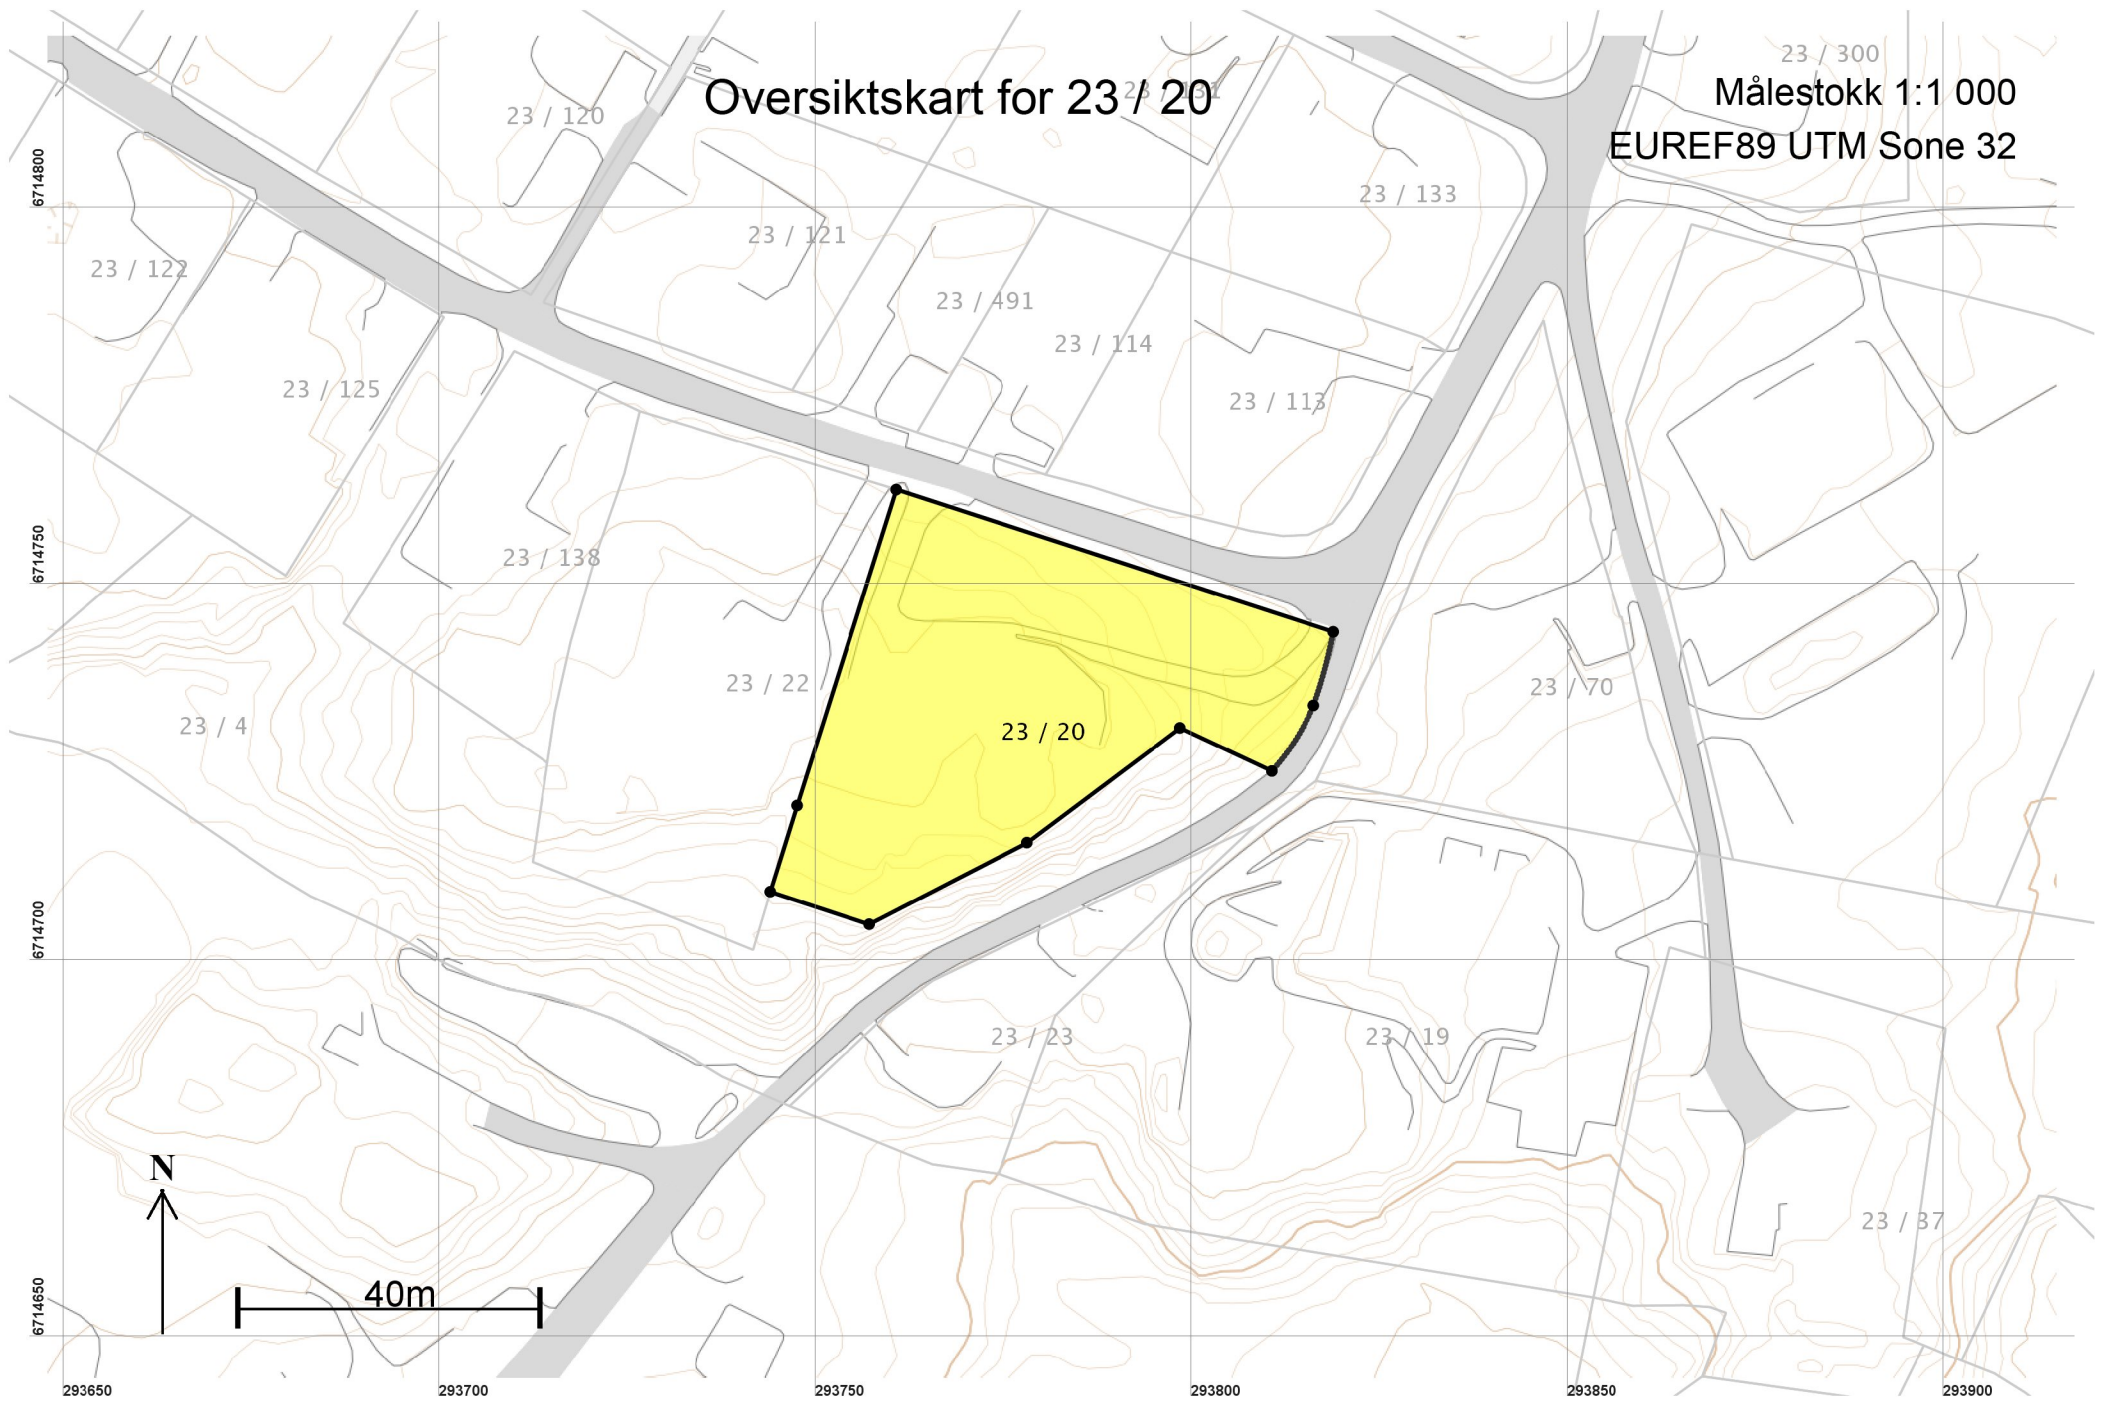 23 / 300
Oversiktskart for 23 / 20
23 / 131
Målestokk 1:1 000
23 / 120
EUREF89 UTM Sone 32
6714800
23 / 133
23 / 121
23 / 122
23 / 491
23 / 114
23 / 125
23 / 113
6714750
23 / 138
23 / 22
23 / 70
23 / 4
23 / 20
6714700
23 / 23
23 / 19
N
23 / 37
40m
6714650
293650
293700
293750
293800
293850
293900